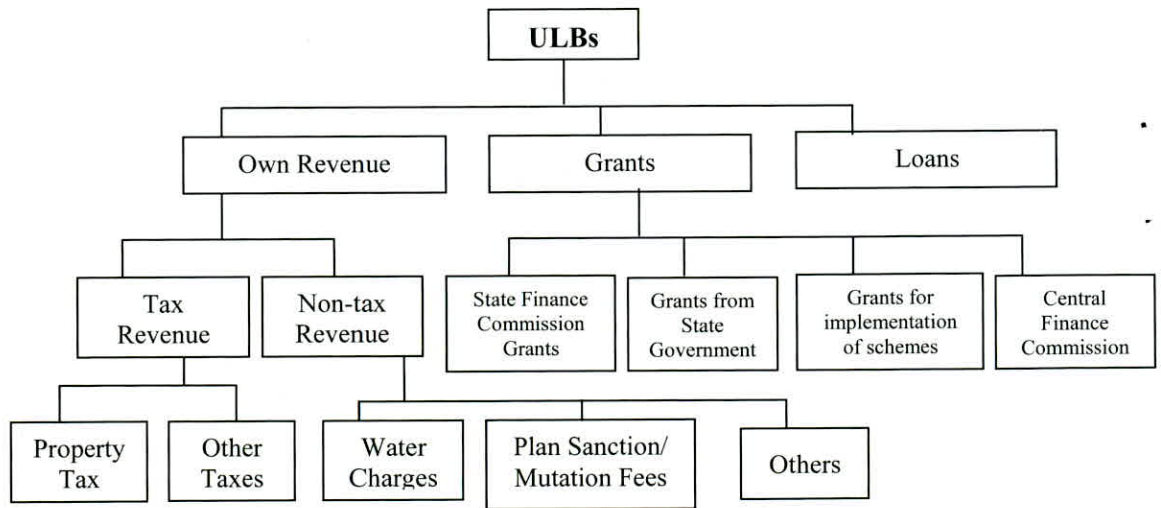 ULBs
Own Revenue
Grants
Loans
Tax
Revenue
Non-tax
Revenue
State Finance
Commission
Grants
Grants from
State
Government
Grants for
implementation
of schemes
Central
Finance
Commission
Property
Tax
Other
Taxes
Water
Charges
Plan Sanction/
Mutation Fees
Others